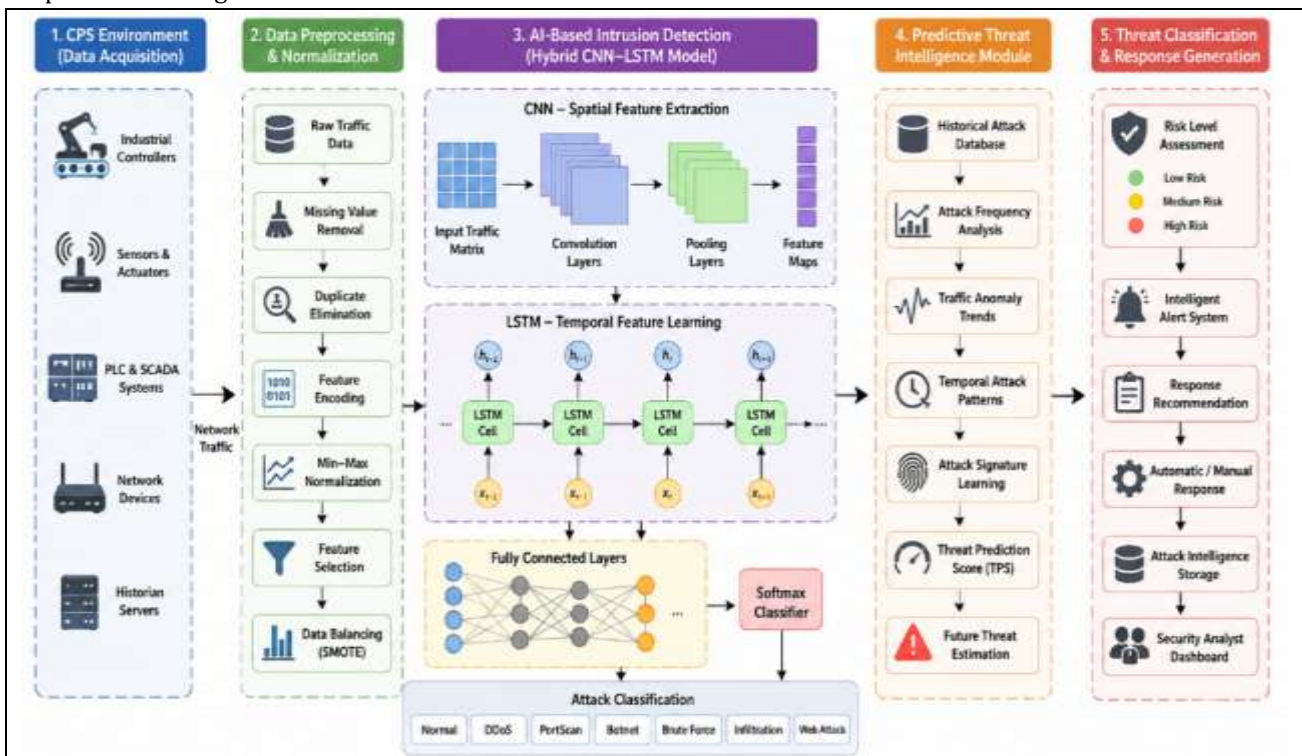 1. CPS Environment
(Data Acquisition)
Industrial
Controllers
Sensors &
Actuators
PLC & SCADA
Systems
Network
Devices
Historian
Servers
Network
Traffic
2. Data Preprocessing
& Normalization
Raw Traffic
Data
Missing Value
Removal
Duplicate
Elimination
1010
0101
Feature
Encoding
Min-Max
Normalization
Feature
Selection
Data Balancing
(SMOTE)
3. AI-Based Intrusion Detection
(Hybrid CNN–LSTM Model)
CNN – Spatial Feature Extraction
Input Traffic
Matrix
Convolution
Layers
Pooling
Layers
Feature
Maps
LSTM – Temporal Feature Learning
... LSTM
Cell
LSTM
Cell
LSTM
Cell
LSTM
Cell ...
Fully Connected Layers
...
Softmax
Classifier
Attack Classification
Normal DDoS PortScan Botnet Brute Force Infiltration Web Attack
4. Predictive Threat
Intelligence Module
Historical Attack
Database
Attack Frequency
Analysis
Traffic Anomaly
Trends
Temporal Attack
Patterns
Attack Signature
Learning
Threat Prediction
Score (TPS)
Future Threat
Estimation
5. Threat Classification
& Response Generation
Risk Level
Assessment
Low Risk
Medium Risk
High Risk
Intelligent
Alert System
Response
Recommendation
Automatic / Manual
Response
Attack Intelligence
Storage
Security Analyst
Dashboard